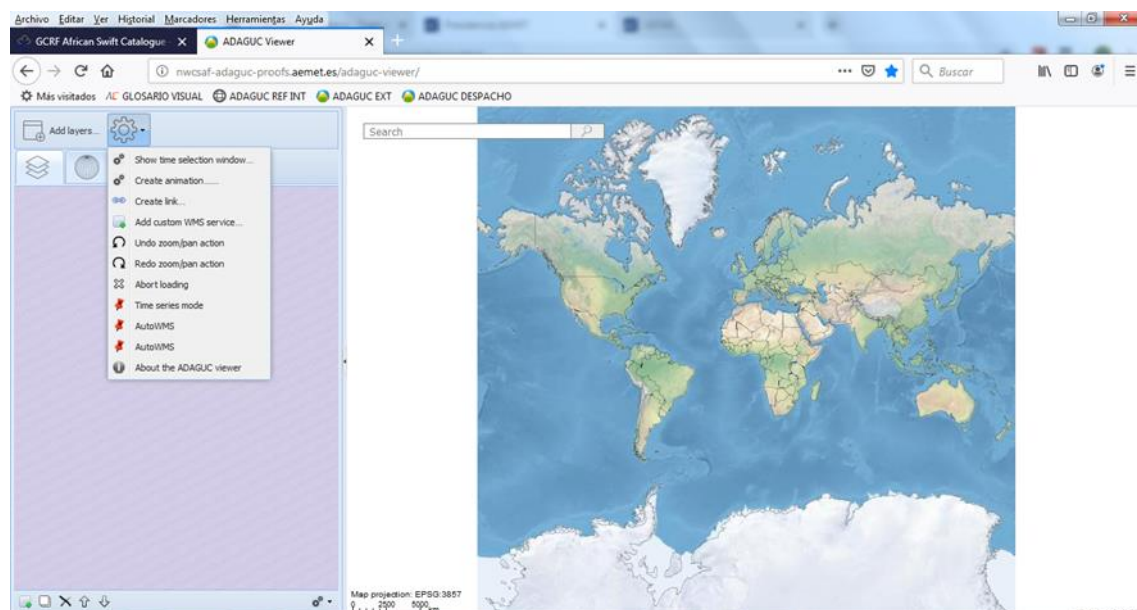 Archivo Editar Ver Historial Marcadores Herramientas Ayuda
GCRF African Swift Catalogue
ADAGUC Viewer
nwcsaf-adaguc-proofs.aemet.es/adaguc-viewer/
Buscar
Más visitados AC GLOSARIO VISUAL ADAGUC REF INT ADAGUC EXT ADAGUC DESPACHO
Add layers...
Search
Show time selection window...
Create animation......
Create link...
Add custom WMS service...
Undo zoom/pan action
Redo zoom/pan action
Abort loading
Time series mode
AutoWMS
AutoWMS
About the ADAGUC viewer
Map projection: EPSG:3857
0 2500 5000
km